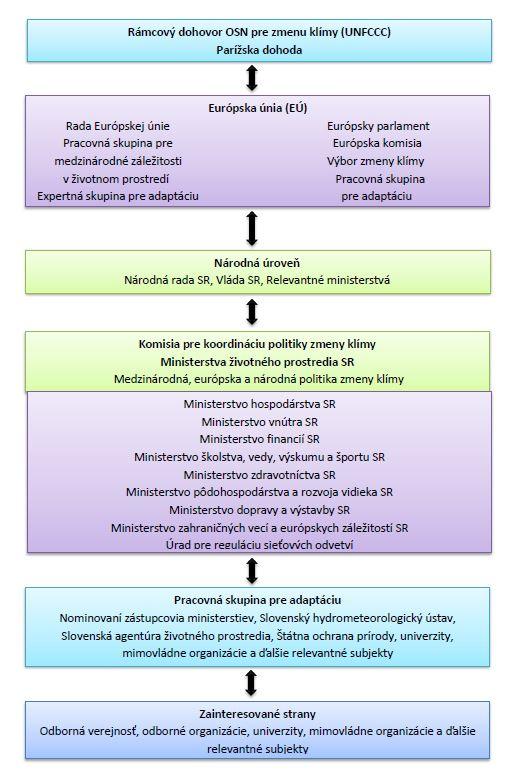 Rámcový dohovor OSN pre zmenu klímy (UNFCCC)
Parížska dohoda
Európska únia (EÚ)
Rada Európskej únie
Pracovná skupina pre
medzinárodné záležitosti
v životnom prostredí
Expertná skupina pre adaptáciu
Európsky parlament
Európska komisia
Výbor zmeny klímy
Pracovná skupina
pre adaptáciu
Národná úroveň
Národná rada SR, Vláda SR, Relevantné ministerstvá
Komisia pre koordináciu politiky zmeny klímy
Ministerstva životného prostredia SR
Medzinárodná, európska a národná politika zmeny klímy
Ministerstvo hospodárstva SR
Ministerstvo vnútra SR
Ministerstvo financií SR
Ministerstvo školstva, vedy, výskumu a športu SR
Ministerstvo zdravotníctva SR
Ministerstvo pôdohospodárstva a rozvoja vidieka SR
Ministerstvo dopravy a výstavby SR
Ministerstvo zahraničných vecí a európskych záležitostí SR
Úrad pre reguláciu sieťových odvetví
Pracovná skupina pre adaptáciu
Nominovaní zástupcovia ministerstiev, Slovenský hydrometeorologický ústav,
Slovenská agentúra životného prostredia, Štátna ochrana prírody, univerzity,
mimovládne organizácie a ďalšie relevantné subjekty
Zainteresované strany
Odborná verejnosť, odborné organizácie, univerzity, mimovládne organizácie a ďalšie
relevantné subjekty